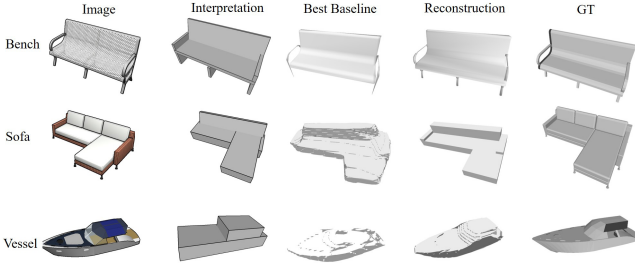 Image Interpretation Best Baseline Reconstruction GT
Bench
Sofa
Vessel